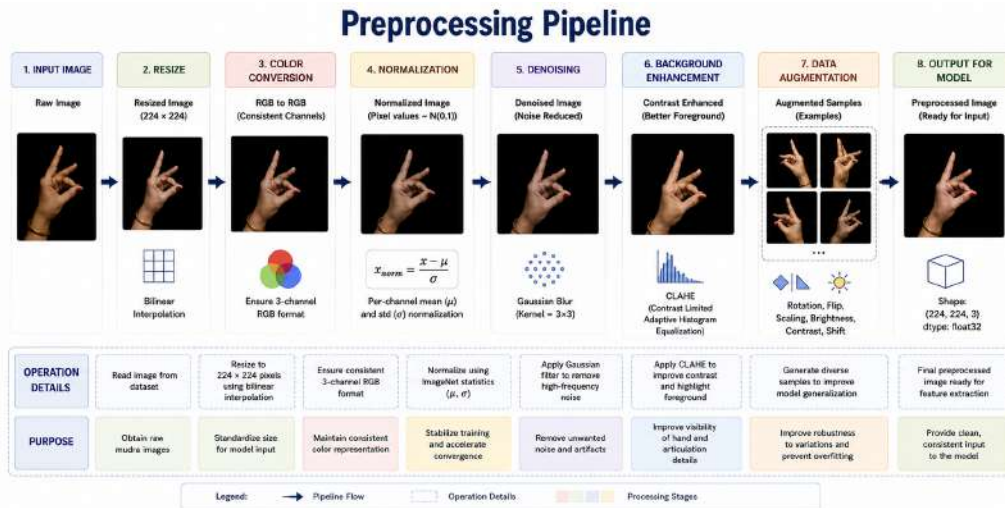 Preprocessing Pipeline
1. INPUT IMAGE
Raw Image
2. RESIZE
Resized Image
(224 × 224)
Bilinear
Interpolation
3. COLOR
CONVERSION
RGB to RGB
(Consistent Channels)
Ensure 3-channel
RGB format
4. NORMALIZATION
Normalized Image
(Pixel values ~ N(0,1))
x_norm = (x − μ) / σ
Per-channel mean (μ)
and std (σ) normalization
5. DENOISING
Denoised Image
(Noise Reduced)
Gaussian Blur
(Kernel = 3×3)
6. BACKGROUND
ENHANCEMENT
Contrast Enhanced
(Better Foreground)
CLAHE
(Contrast Limited
Adaptive Histogram
Equalization)
7. DATA
AUGMENTATION
Augmented Samples
(Examples)
...
Rotation, Flip,
Scaling, Brightness,
Contrast, Shift
8. OUTPUT FOR
MODEL
Preprocessed Image
(Ready for Input)
Shape:
(224, 224, 3)
dtype: float32
OPERATION
DETAILS
Read image from
dataset
Resize to
224 × 224 pixels
using bilinear
interpolation
Ensure consistent
3-channel RGB
format
Normalize using
ImageNet statistics
(μ, σ)
Apply Gaussian
filter to remove
high-frequency
noise
Apply CLAHE to
improve contrast
and highlight
foreground
Generate diverse
samples to improve
model generalization
Final preprocessed
image ready for
feature extraction
PURPOSE
Obtain raw
mudra images
Standardize size
for model input
Maintain consistent
color representation
Stabilize training
and accelerate
convergence
Remove unwanted
noise and artifacts
Improve visibility
of hand and
articulation
details
Improve robustness
to variations and
prevent overfitting
Provide clean,
consistent input
to the model
Legend:
Pipeline Flow
Operation Details
Processing Stages